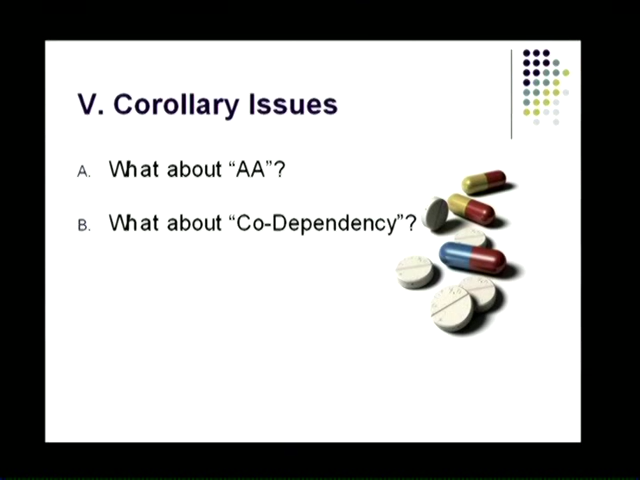 V. Corollary Issues
A. What about “AA”?
B. What about “Co-Dependency”?